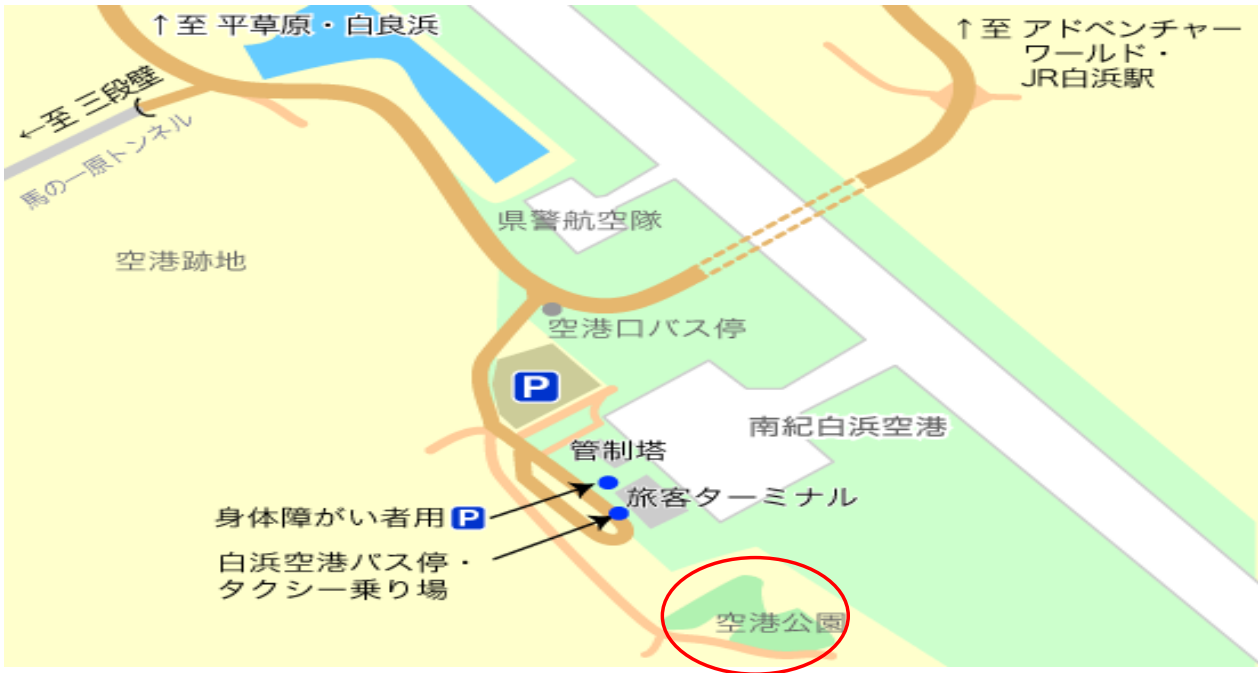 ↑至 平草原・白良浜
↑至 アドベンチャー
ワールド・
JR白浜駅
←至 三段壁
馬の一原トンネル
県警航空隊
空港跡地
空港口バス停
P
南紀白浜空港
管制塔
旅客ターミナル
身体障がい者用P
白浜空港バス停・
タクシー乗り場
空港公園